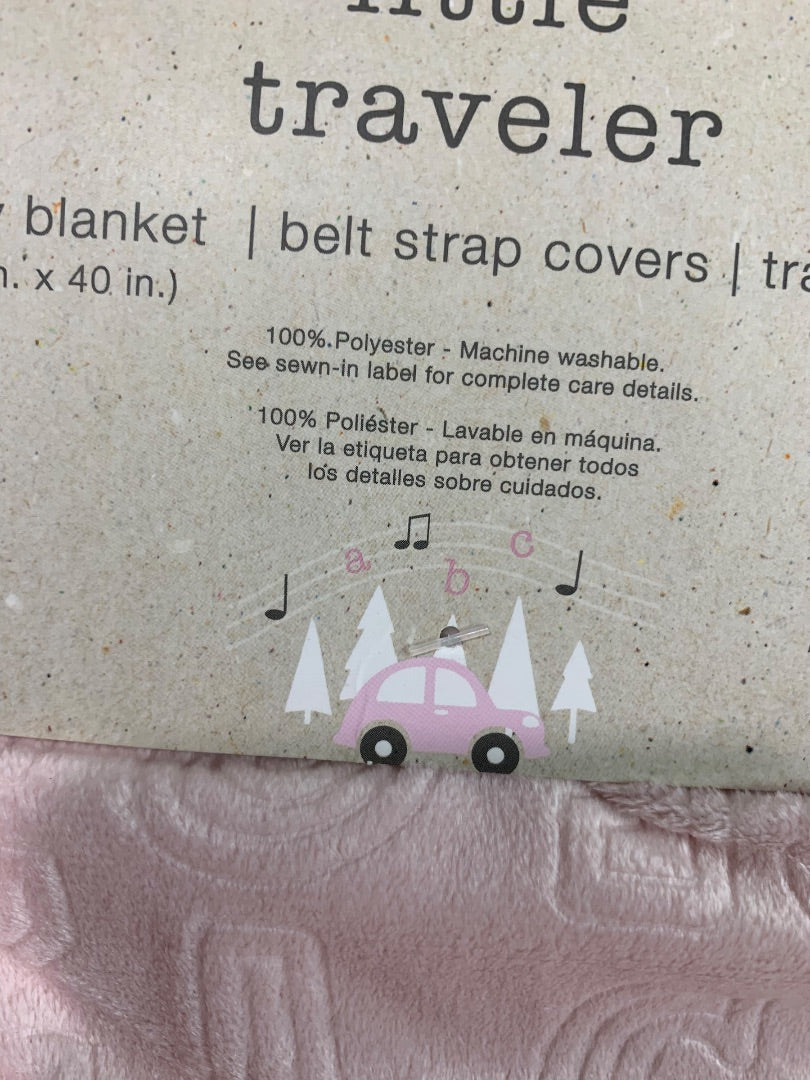 little
traveler
blanket | belt strap covers |
x 40 in.)
100% Polyester - Machine washable.
See sewn-in label for complete care details.
100% Poliéster - Lavable en máquina.
Ver la etiqueta para obtener todos
los detalles sobre cuidados.
a b c